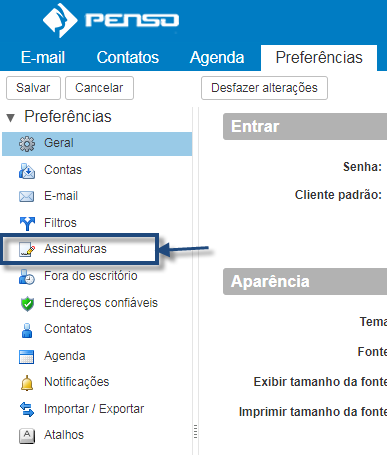 PENSO
E-mail Contatos Agenda Preferências
Salvar Cancelar Desfazer alterações
Preferências
Geral
Contas
E-mail
Filtros
Assinaturas
Fora do escritório
Endereços confiáveis
Contatos
Agenda
Notificações
Importar / Exportar
Atalhos
Entrar
Senha:
Cliente padrão:
Aparência
Tema
Fonte
Exibir tamanho da fonte
Imprimir tamanho da fonte